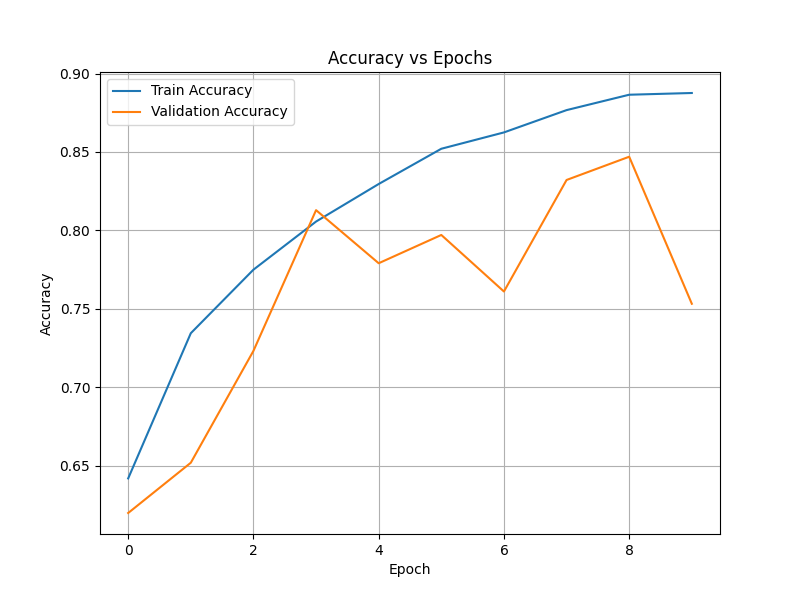 Accuracy vs Epochs
Train Accuracy
Validation Accuracy
Accuracy
0.90
0.85
0.80
0.75
0.70
0.65
0 2 4 6 8
Epoch